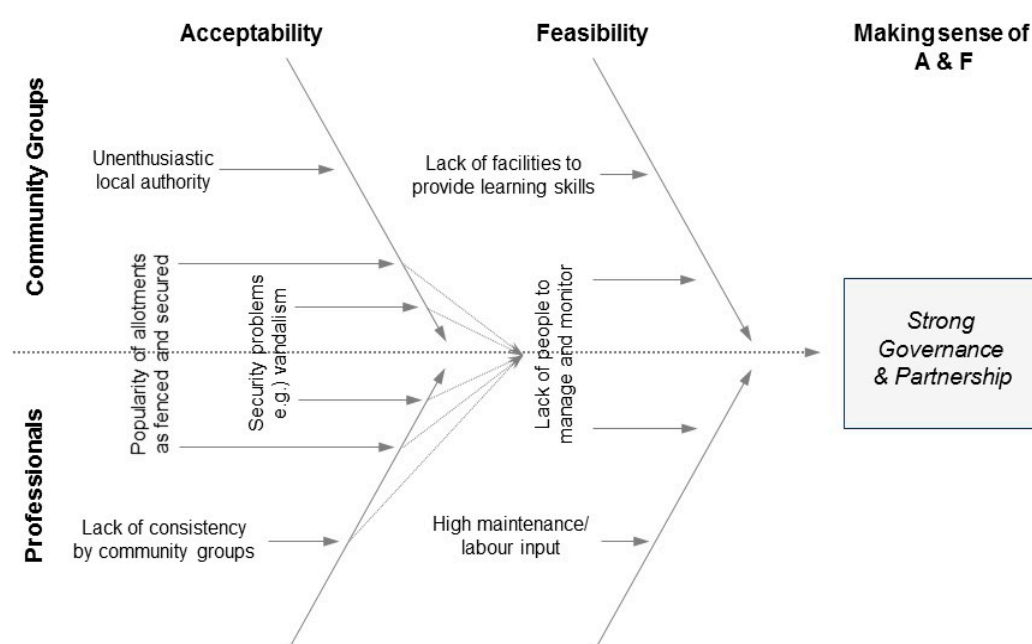 Acceptability
Feasibility
Making sense of
A & F
Community Groups
Unenthusiastic
local authority
Lack of facilities to
provide learning skills
Popularity of allotments
as fenced and secured
Security problems
e.g.) vandalism
Lack of people to
manage and monitor
Strong
Governance
& Partnership
Professionals
Lack of consistency
by community groups
High maintenance/
labour input